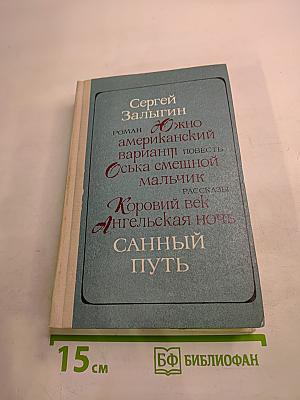 Сергей
Залыгин
РОМАН Южно
американский
вариант ПОВЕСТЬ
Оська смешной
мальчик
РАССКАЗЫ
Коровий век
Ангельская ночь
САННЫЙ
ПУТЬ
15 см БФ БИБЛИОФАН